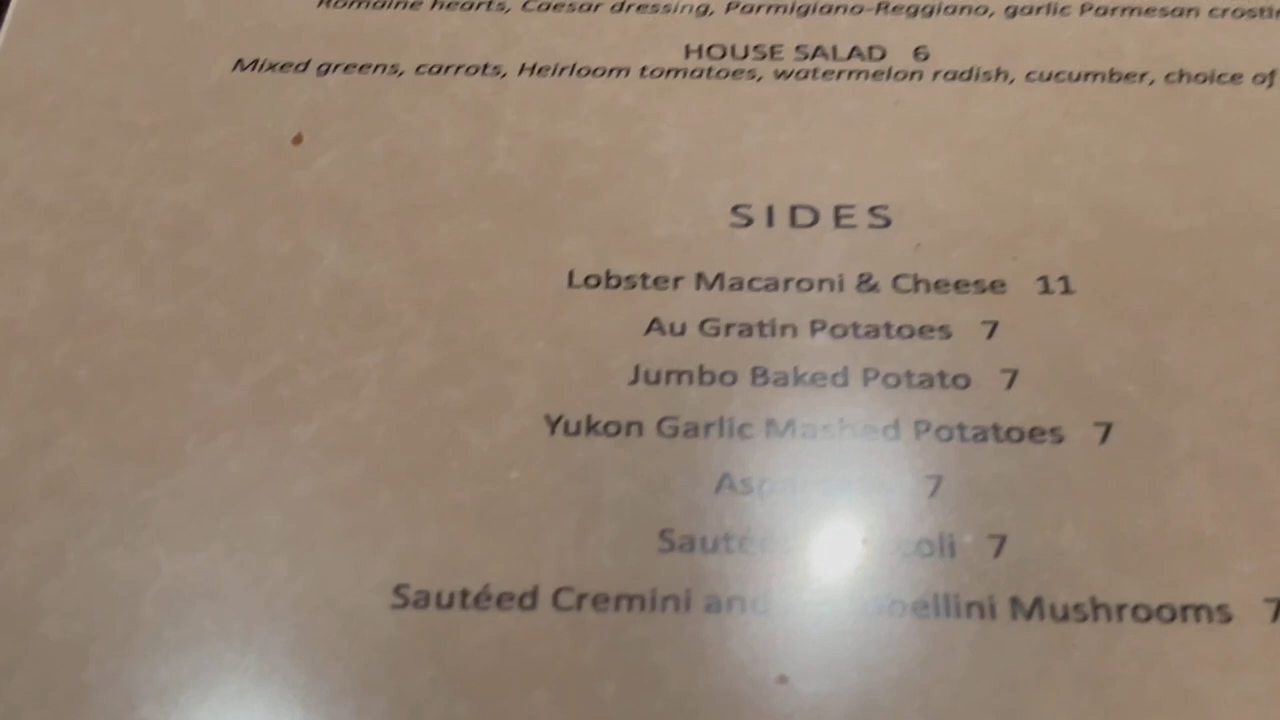 Romaine hearts, Caesar dressing, Parmigiano-Reggiano, garlic Parmesan
HOUSE SALAD 6
Mixed greens, carrots, Heirloom tomatoes, watermelon radish, cucumber, choice of
SIDES
Lobster Macaroni & Cheese 11
Au Gratin Potatoes 7
Jumbo Baked Potato 7
Yukon Garlic Mashed Potatoes 7
7
7
Sautéed Cremini and Mushrooms 7